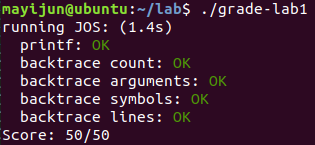 mayijun@ubuntu:~/lab$ ./grade-lab1
running JOS: (1.4s)
  printf: OK
  backtrace count: OK
  backtrace arguments: OK
  backtrace symbols: OK
  backtrace lines: OK
Score: 50/50